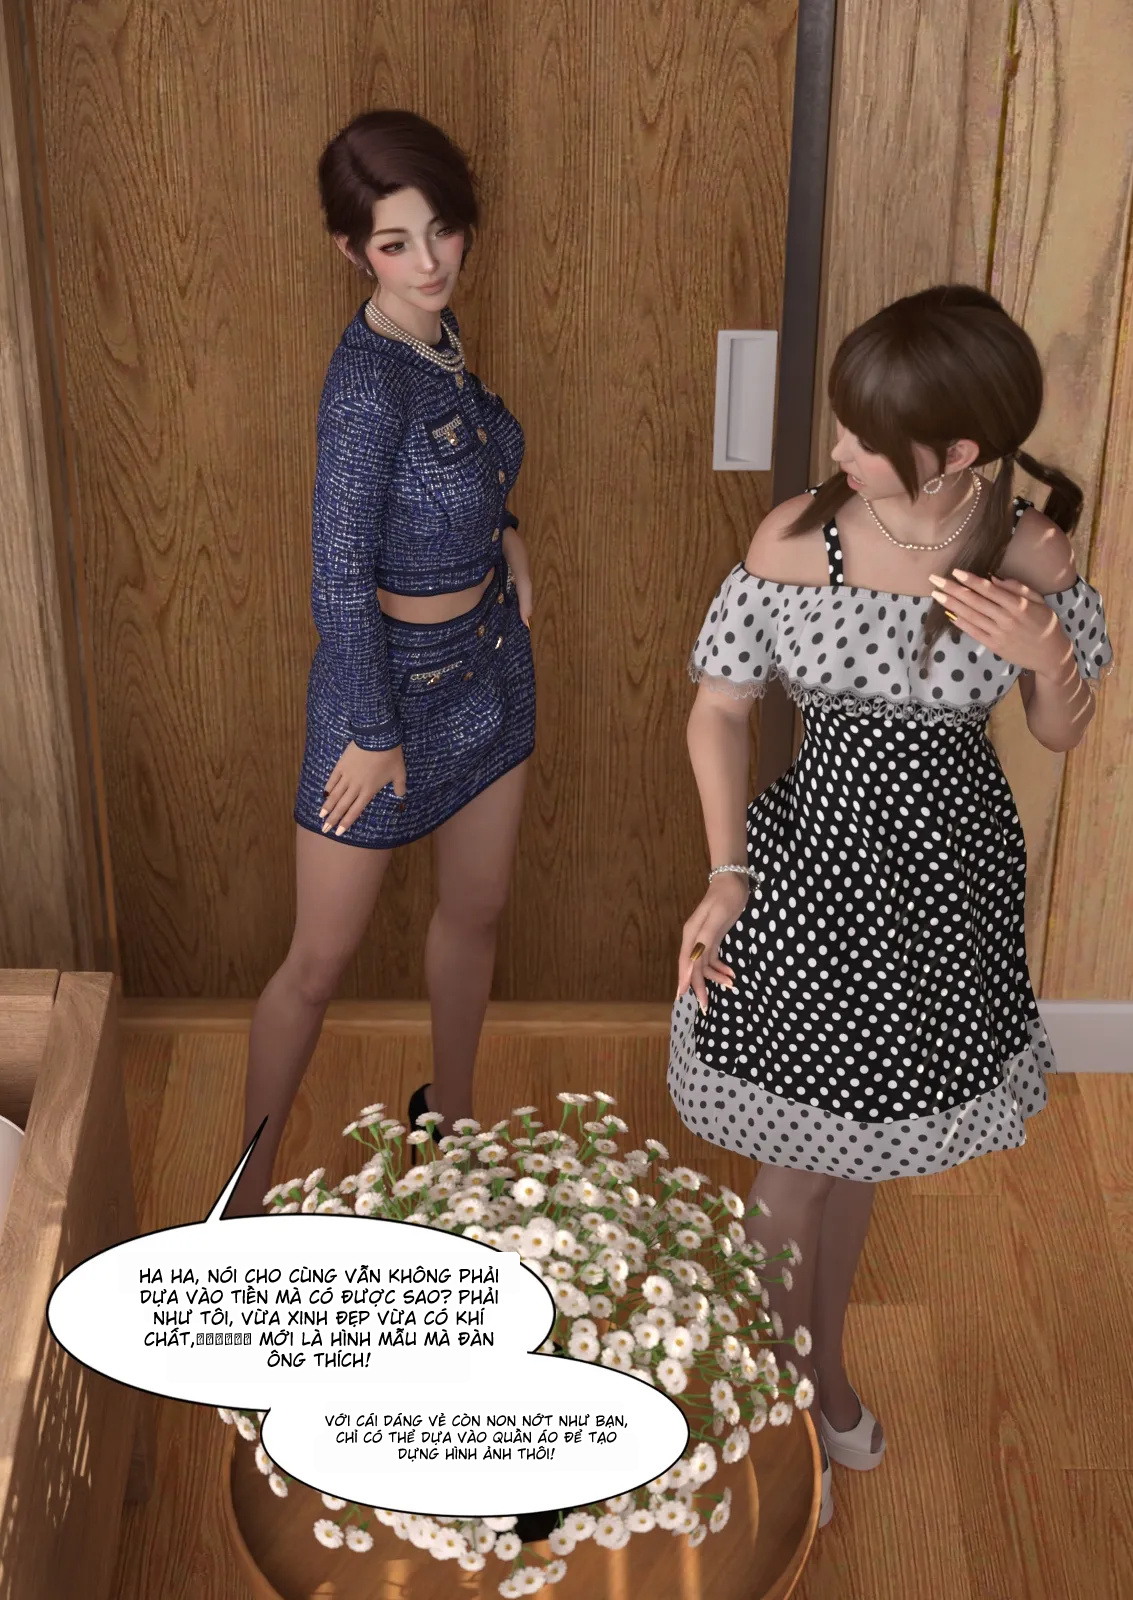 HA HA, NÓI CHO CÙNG VẪN KHÔNG PHẢI
DỰA VÀO TIỀN MÀ CÓ ĐƯỢC SAO? PHẢI
NHƯ TÔI, VỪA XINH ĐẸP VỪA CÓ KHÍ
CHẤT, MỚI LÀ HÌNH MẪU MÀ ĐÀN
ÔNG THÍCH!
VỚI CÁI DÁNG VẺ CÒN NON NỚT NHƯ BẠN,
CHỈ CÓ THỂ DỰA VÀO QUẦN ÁO ĐỂ TẠO
DỰNG HÌNH ẢNH THÔI!